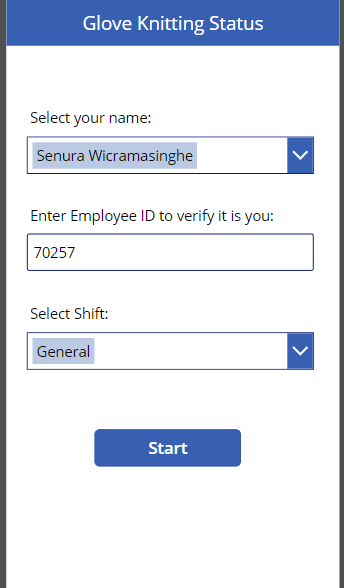 Glove Knitting Status
Select your name:
Senura Wicramasinghe
Enter Employee ID to verify it is you:
70257
Select Shift:
General
Start